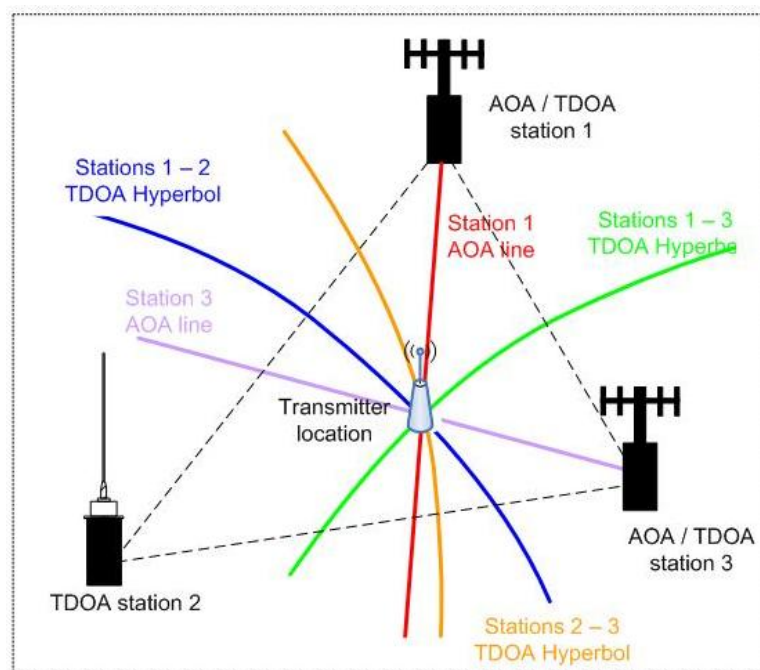 AOA / TDOA
station 1
Stations 1 – 2
TDOA Hyperbol
Station 1
AOA line
Stations 1 – 3
TDOA Hyperbe
Station 3
AOA line
Transmitter
location
AOA / TDOA
station 3
TDOA station 2
Stations 2 – 3
TDOA Hyperbol